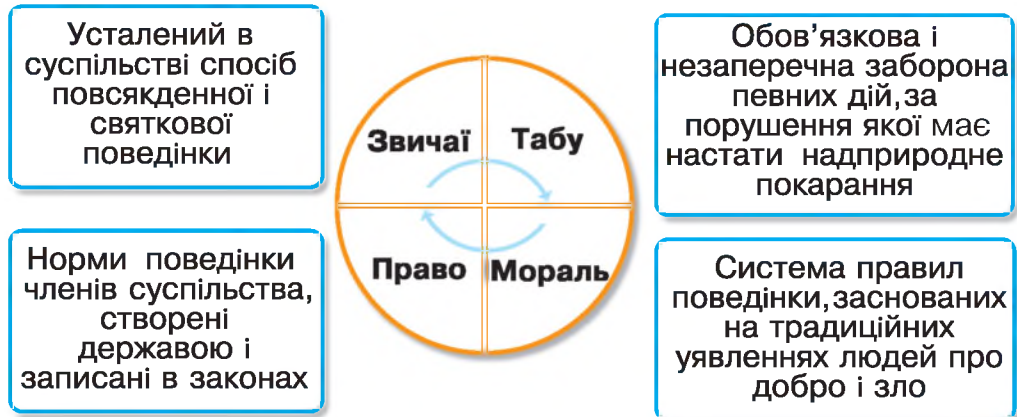 Усталений в
суспільстві спосіб
повсякденної і
святкової
поведінки
Звичаї
Табу
Обов’язкова і
незаперечна заборона
певних дій,за
порушення якої має
настати надприродне
покарання
Норми поведінки
членів суспільства,
створені
державою і
записані в законах
Право
Мораль
Система правил
поведінки,заснованих
на традиційних
уявленнях людей про
добро і зло